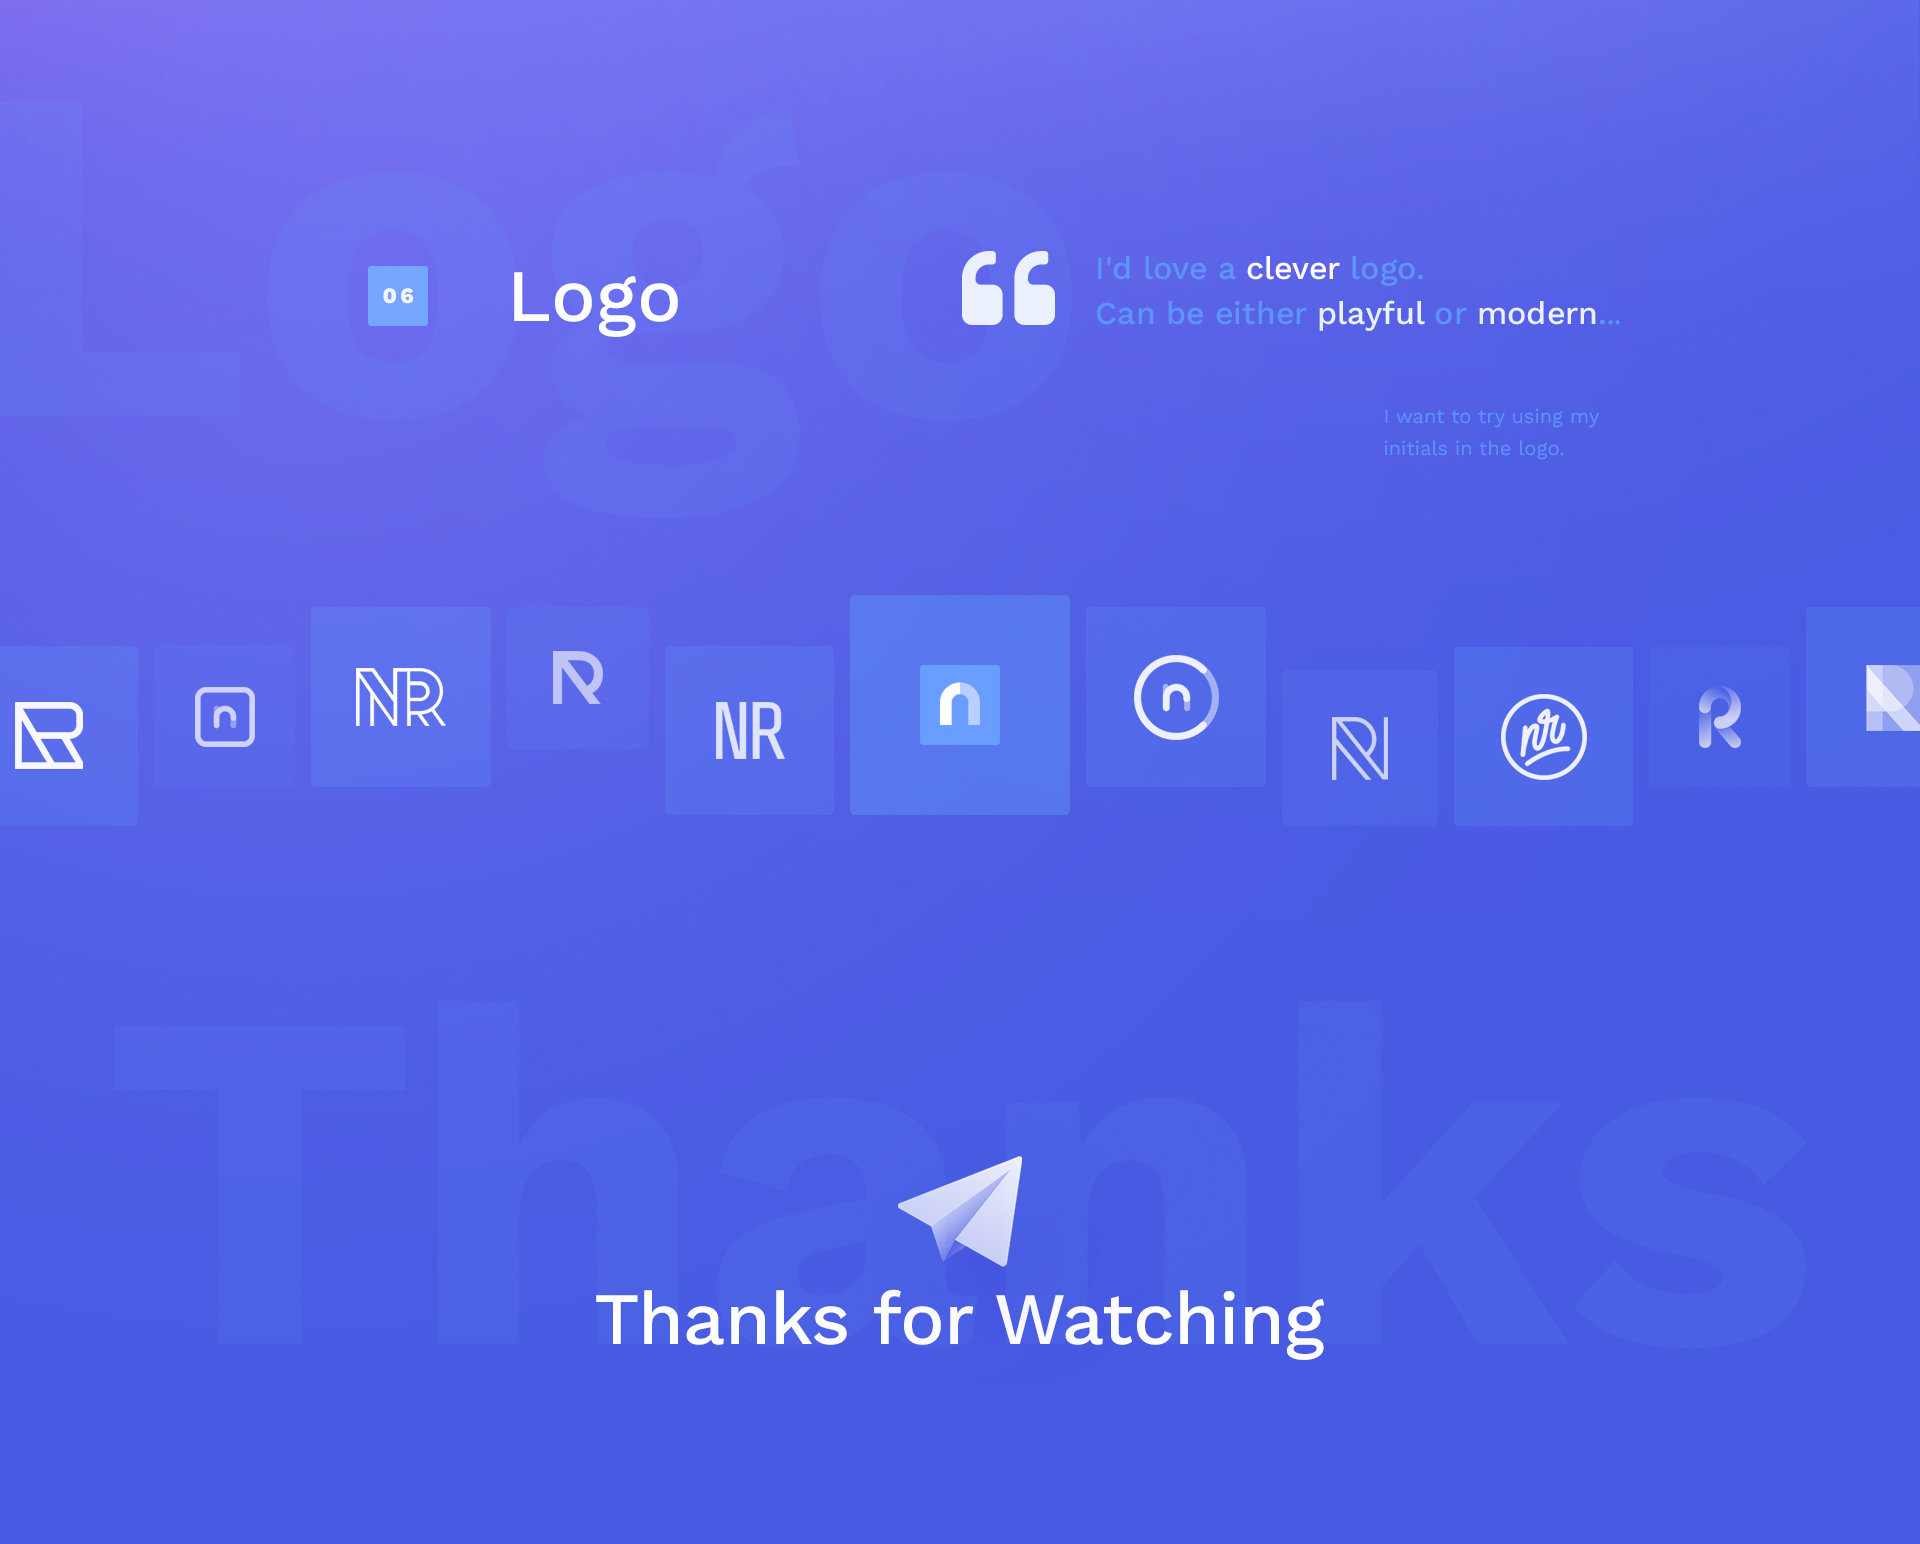 Logo
06
Logo
I'd love a clever logo.
Can be either playful or modern...
I want to try using my
initials in the logo.
R
n
NR
R
NR
n
n
NR
nr
R
R
Thanks
Thanks for Watching